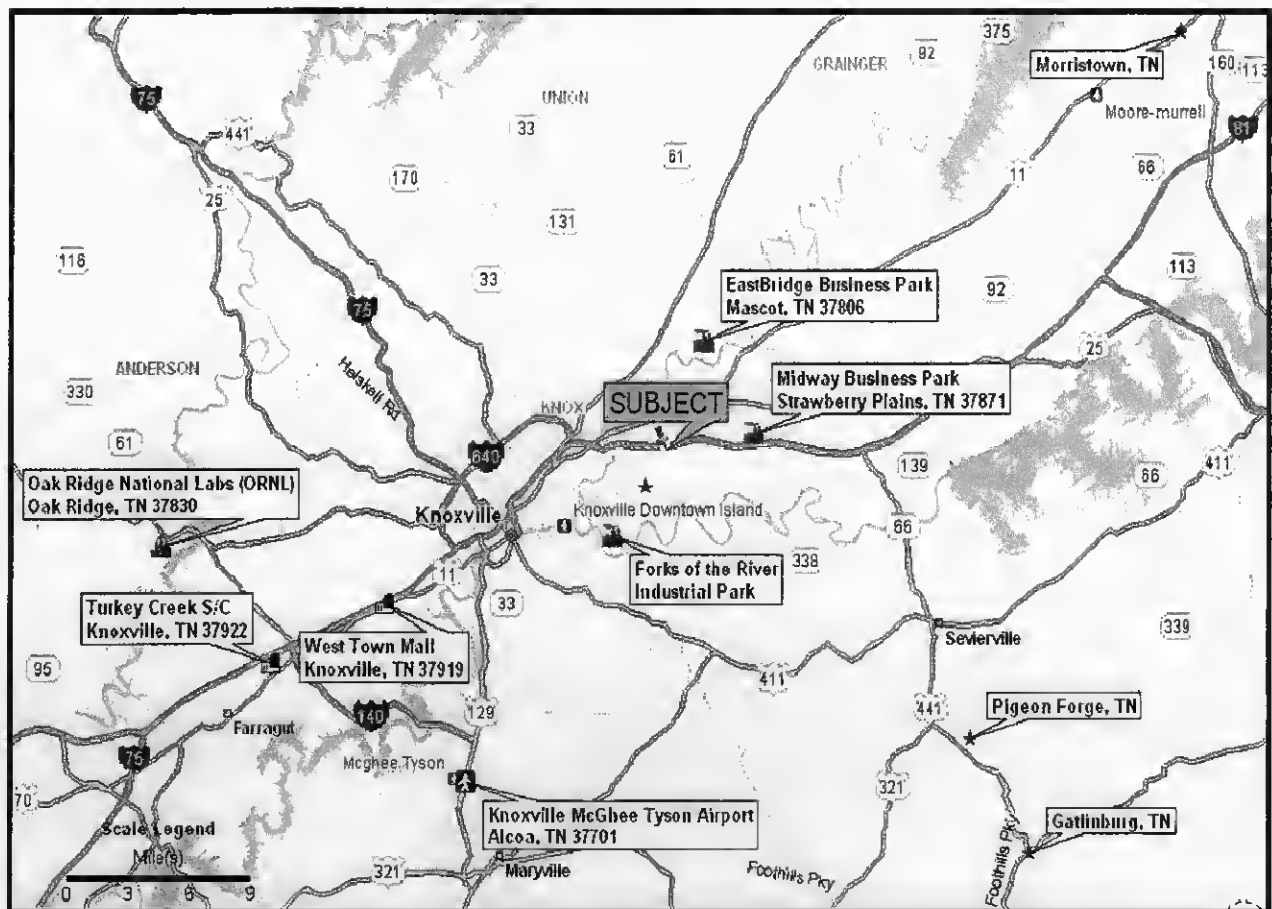 375
92
GRAINGER
Morristown, TN
160
113
75
UNION
Moore-murrell
441
33
81
61
11
66
170
25
131
116
33
113
EastBridge Business Park
Mascot, TN 37806
92
75
25
ANDERSON
Midway Business Park
Strawberry Plains, TN 37871
330
KNOX
SUBJECT
61
640
139
411
66
Oak Ridge National Labs (ORNL)
Oak Ridge, TN 37830
Knoxville
Knoxville Downtown Island
66
338
Forks of the River
Industrial Park
11
Turkey Creek S/C
Knoxville, TN 37922
33
West Town Mall
Knoxville, TN 37919
Sevierville
339
95
411
129
441
Pigeon Forge, TN
140
Farragut
75
Mcghee Tyson
321
70
Knoxville McGhee Tyson Airport
Alcoa, TN 37701
Gatlinburg, TN
Scale Legend
Mile(s)
0 3 6 9
321
Maryville
Foothills Pky
Foothills Pky